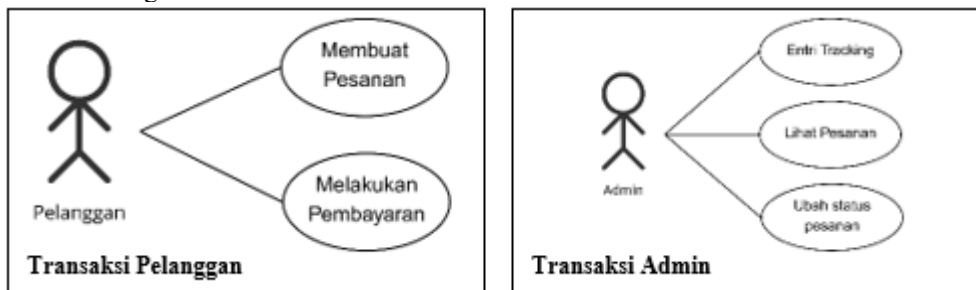 Membuat
Pesanan
Melakukan
Pembayaran
Pelanggan
Transaksi Pelanggan
Entri Tracking
Lihat Pesanan
Ubah status
pesanan
Admin
Transaksi Admin